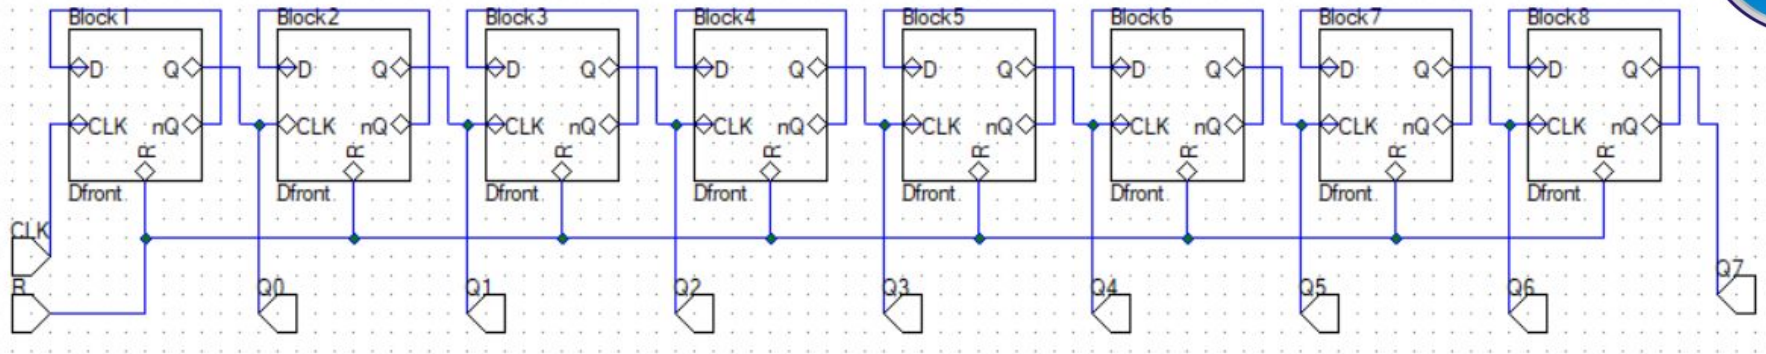 Block1 Block2 Block3 Block4 Block5 Block6 Block7 Block8
D Q D Q D Q D Q D Q D Q D Q D Q
CLK nQ CLK nQ CLK nQ CLK nQ CLK nQ CLK nQ CLK nQ CLK nQ
R R R R R R R R
Dfront Dfront Dfront Dfront Dfront Dfront Dfront Dfront
CLK
Q7
R Q0 Q1 Q2 Q3 Q4 Q5 Q6